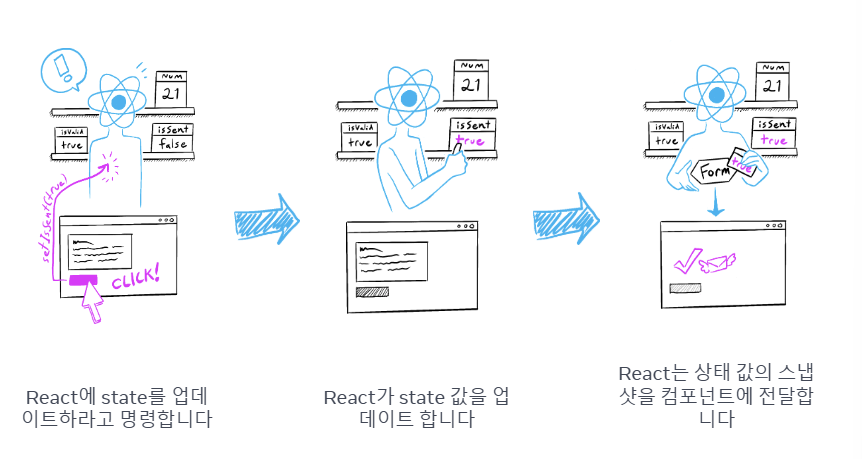 !
NUM
21
isValid
true
isSent
false
setIsSent(true)
CLICK!
React에 state를 업데
이트하라고 명령합니다
NUM
21
isValid
true
isSent
true
React가 state 값을 업
데이트 합니다
NUM
21
isValid
true
isSent
true
Form
true
React는 상태 값의 스냅
샷을 컴포넌트에 전달합
니다